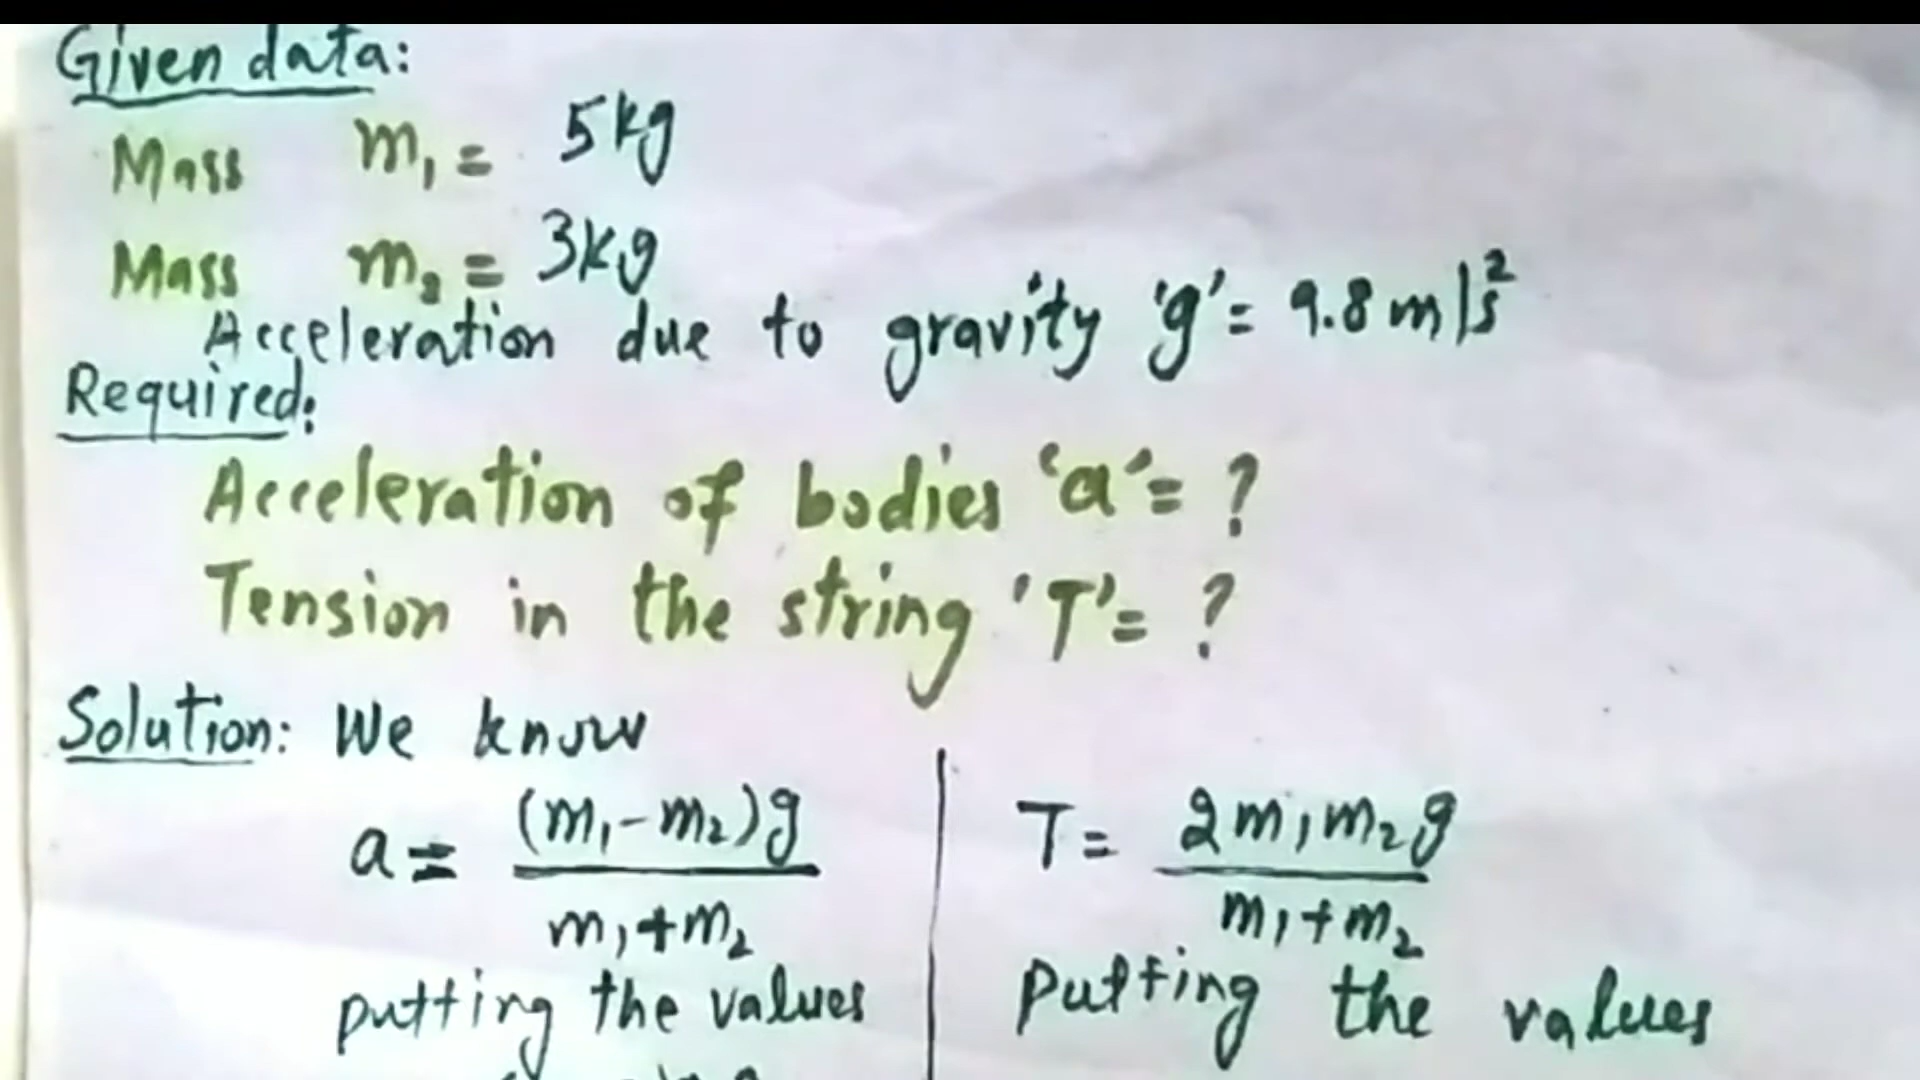 Given data:
Mass m₁ = 5kg
Mass m₂ = 3kg
Acceleration due to gravity 'g' = 9.8 m/s²
Required:
Acceleration of bodies 'a' = ?
Tension in the string 'T' = ?
Solution: We know
a = (m₁-m₂)g / m₁+m₂
T = 2m₁m₂g / m₁+m₂
putting the values
Putting the values